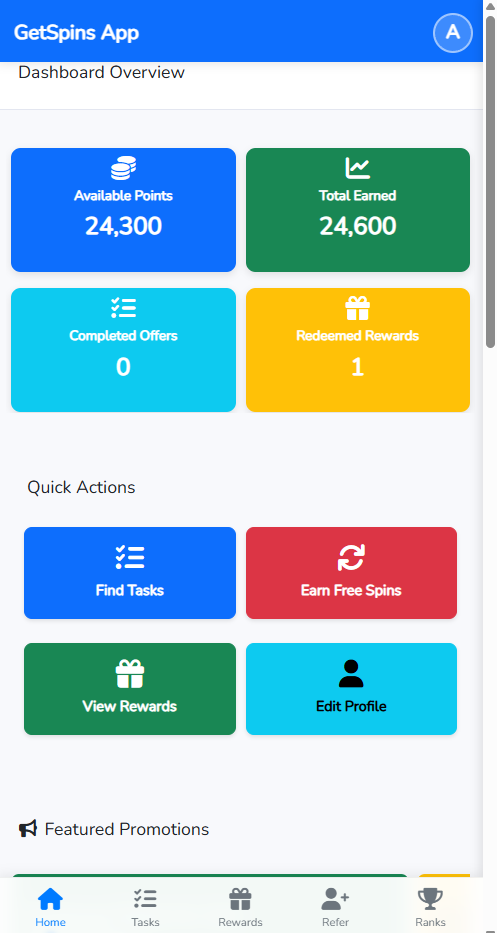 GetSpins App
A
Dashboard Overview
Available Points
24,300
Total Earned
24,600
Completed Offers
0
Redeemed Rewards
1
Quick Actions
Find Tasks
Earn Free Spins
View Rewards
Edit Profile
Featured Promotions
Home
Tasks
Rewards
Refer
Ranks